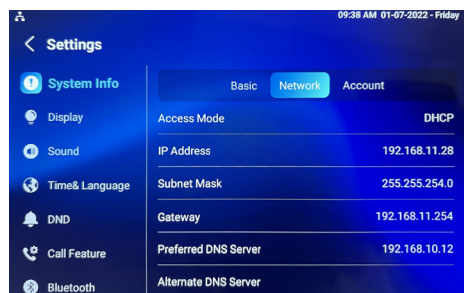 09:38 AM 01-07-2022 - Friday
Settings
System Info
Basic Network Account
Display
Access Mode DHCP
Sound
IP Address 192.168.11.28
Time& Language
Subnet Mask 255.255.254.0
DND
Gateway 192.168.11.254
Call Feature
Preferred DNS Server 192.168.10.12
Bluetooth
Alternate DNS Server